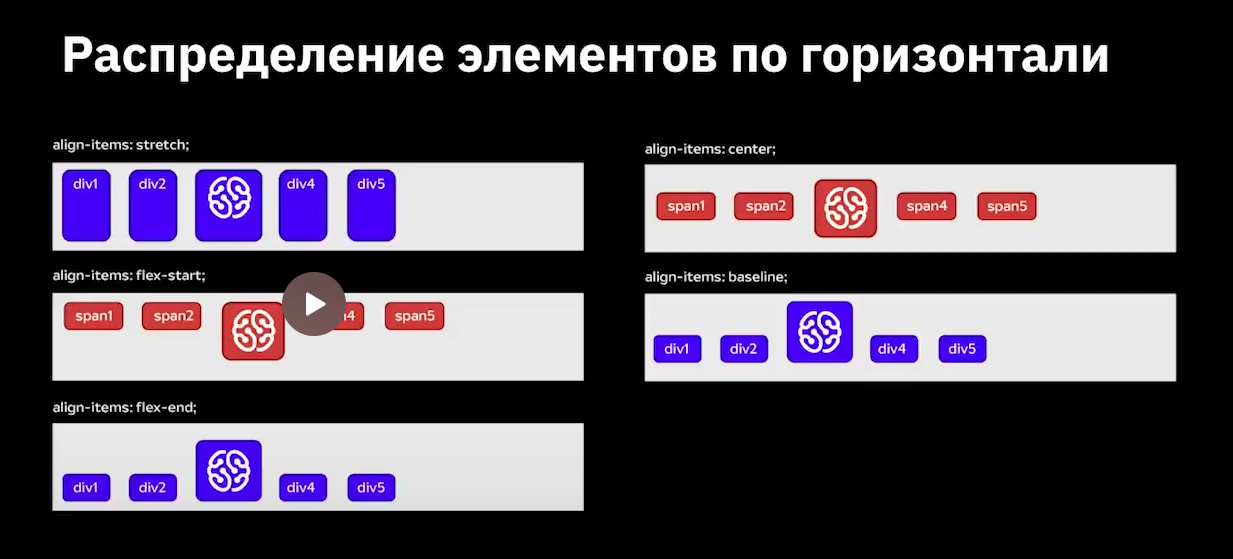 Распределение элементов по горизонтали
align-items: stretch;
div1 div2 div4 div5
align-items: flex-start;
span1 span2 span5
align-items: flex-end;
div1 div2 div4 div5
align-items: center;
span1 span2 span4 span5
align-items: baseline;
div1 div2 div4 div5